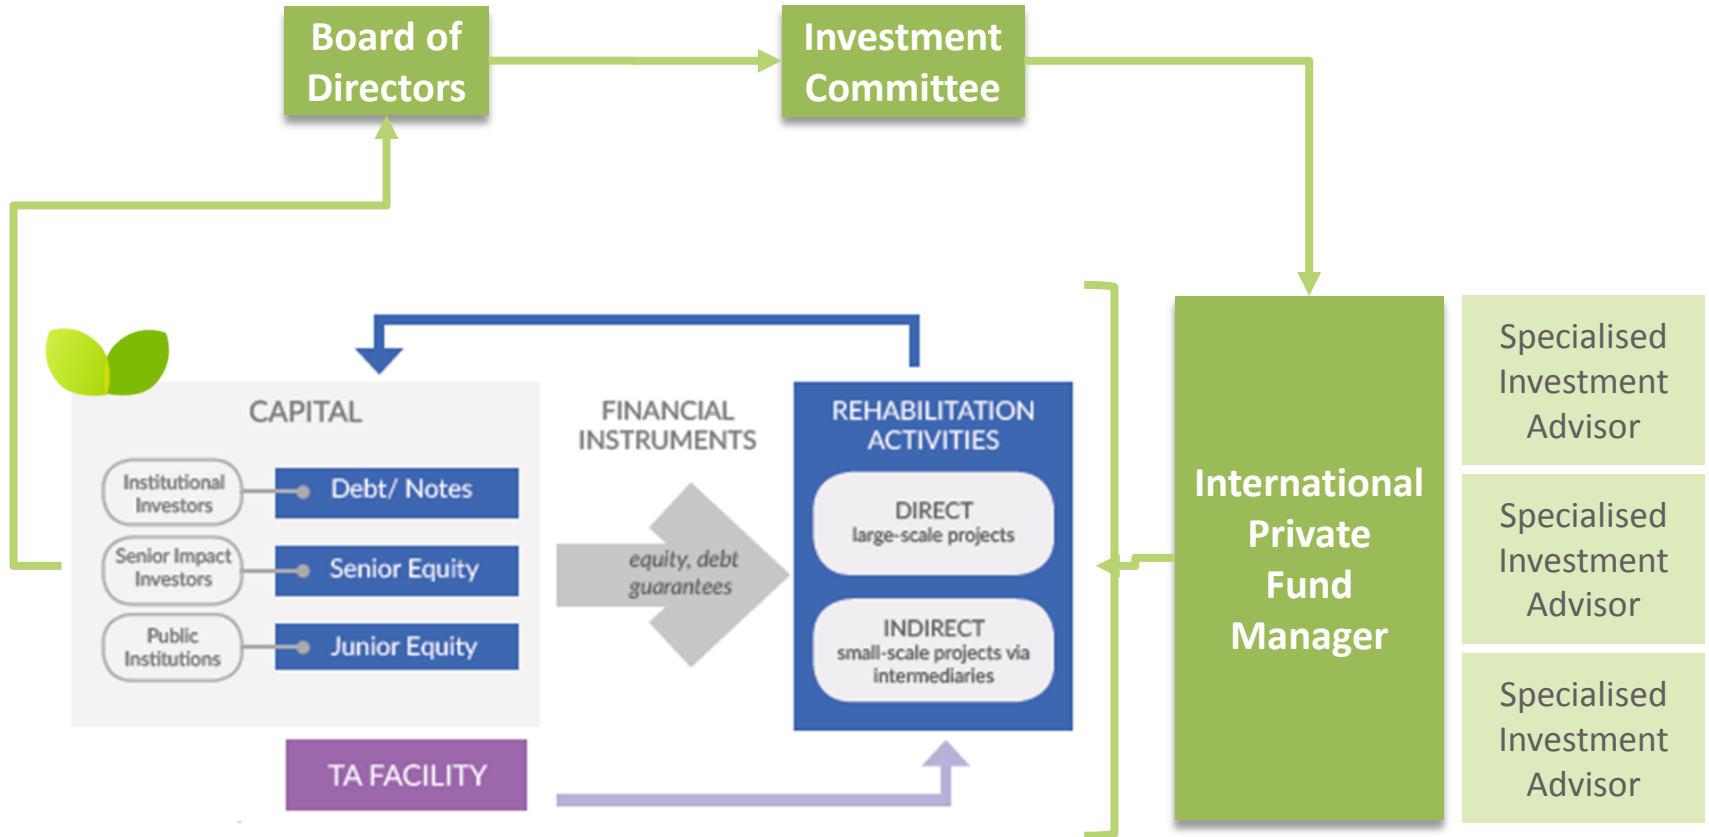 Board of
Directors
Investment
Committee
CAPITAL
Institutional
Investors
Debt/ Notes
Senior Impact
Investors
Senior Equity
Public
Institutions
Junior Equity
TA FACILITY
FINANCIAL
INSTRUMENTS
equity, debt
guarantees
REHABILITATION
ACTIVITIES
DIRECT
large-scale projects
INDIRECT
small-scale projects via
intermediaries
International
Private
Fund
Manager
Specialised
Investment
Advisor
Specialised
Investment
Advisor
Specialised
Investment
Advisor